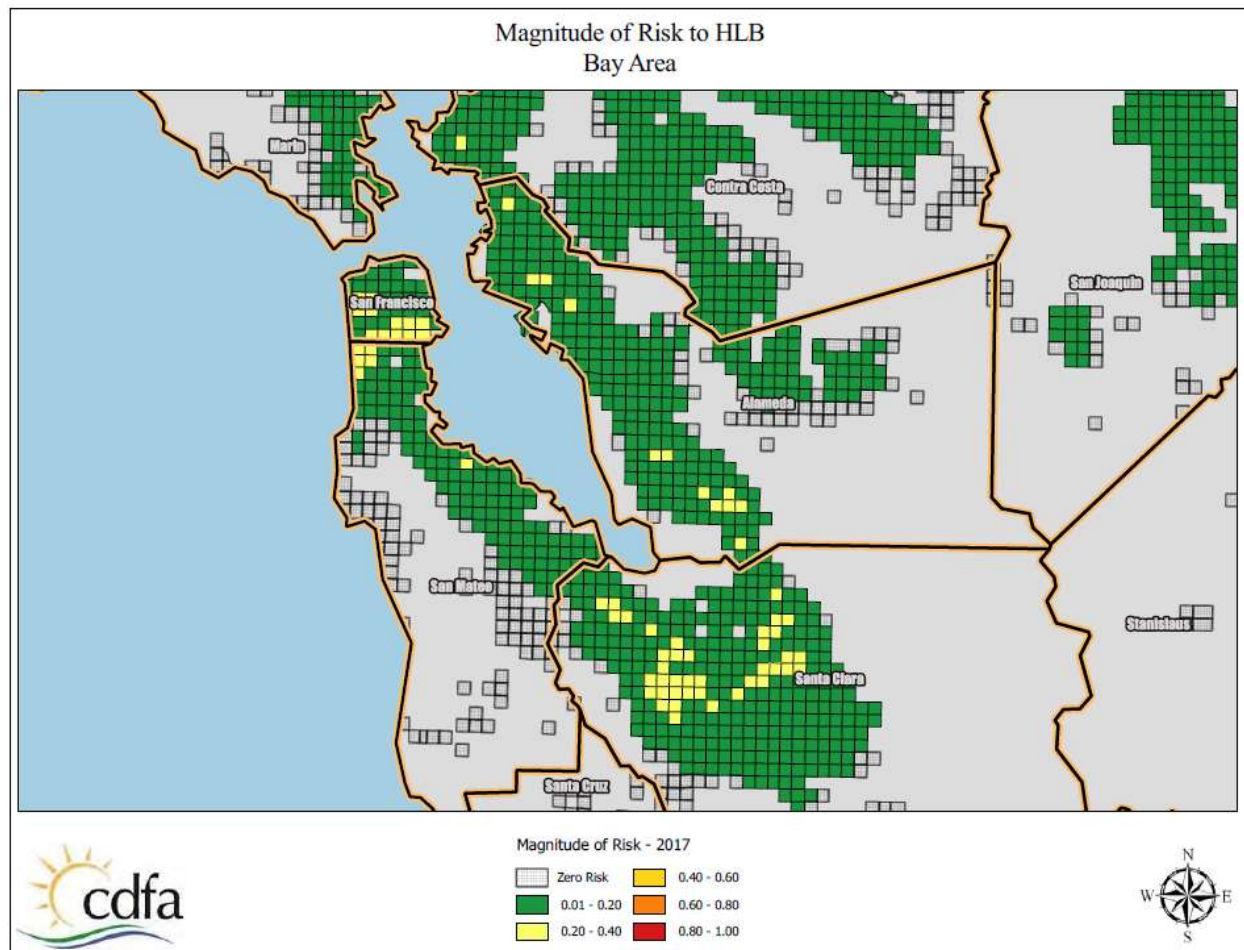 Magnitude of Risk to HLB
Bay Area
Marin
Contra Costa
San Francisco
San Joaquin
Alameda
San Mateo
Stanislaus
Santa Clara
Santa Cruz
cdfa
Magnitude of Risk - 2017
Zero Risk
0.01 - 0.20
0.20 - 0.40
0.40 - 0.60
0.60 - 0.80
0.80 - 1.00
N
W
E
S